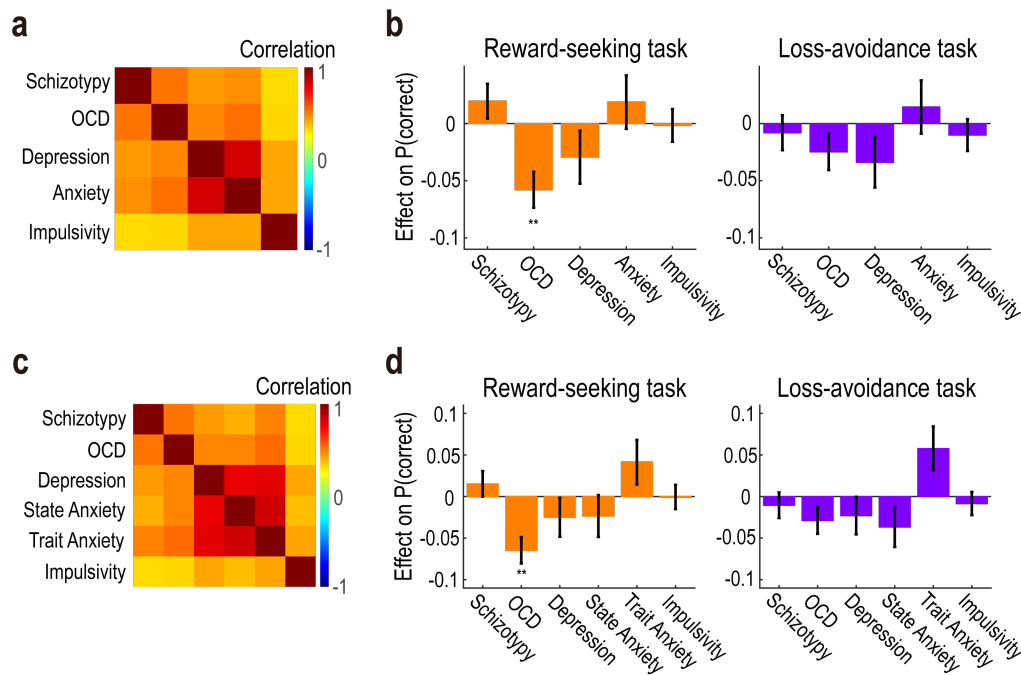 a
Correlation
Schizotypy
OCD
Depression
Anxiety
Impulsivity
1
0
-1
b
Reward-seeking task
Effect on P(correct)
0
-0.05
-0.1
**
Schizotypy
OCD
Depression
Anxiety
Impulsivity
Loss-avoidance task
0
-0.05
-0.1
Schizotypy
OCD
Depression
Anxiety
Impulsivity
c
Correlation
Schizotypy
OCD
Depression
State Anxiety
Trait Anxiety
Impulsivity
1
0
-1
d
Reward-seeking task
Effect on P(correct)
0.1
0.05
0
-0.05
-0.1
**
Schizotypy
OCD
Depression
State Anxiety
Trait Anxiety
Impulsivity
Loss-avoidance task
0.1
0.05
0
-0.05
-0.1
Schizotypy
OCD
Depression
State Anxiety
Trait Anxiety
Impulsivity